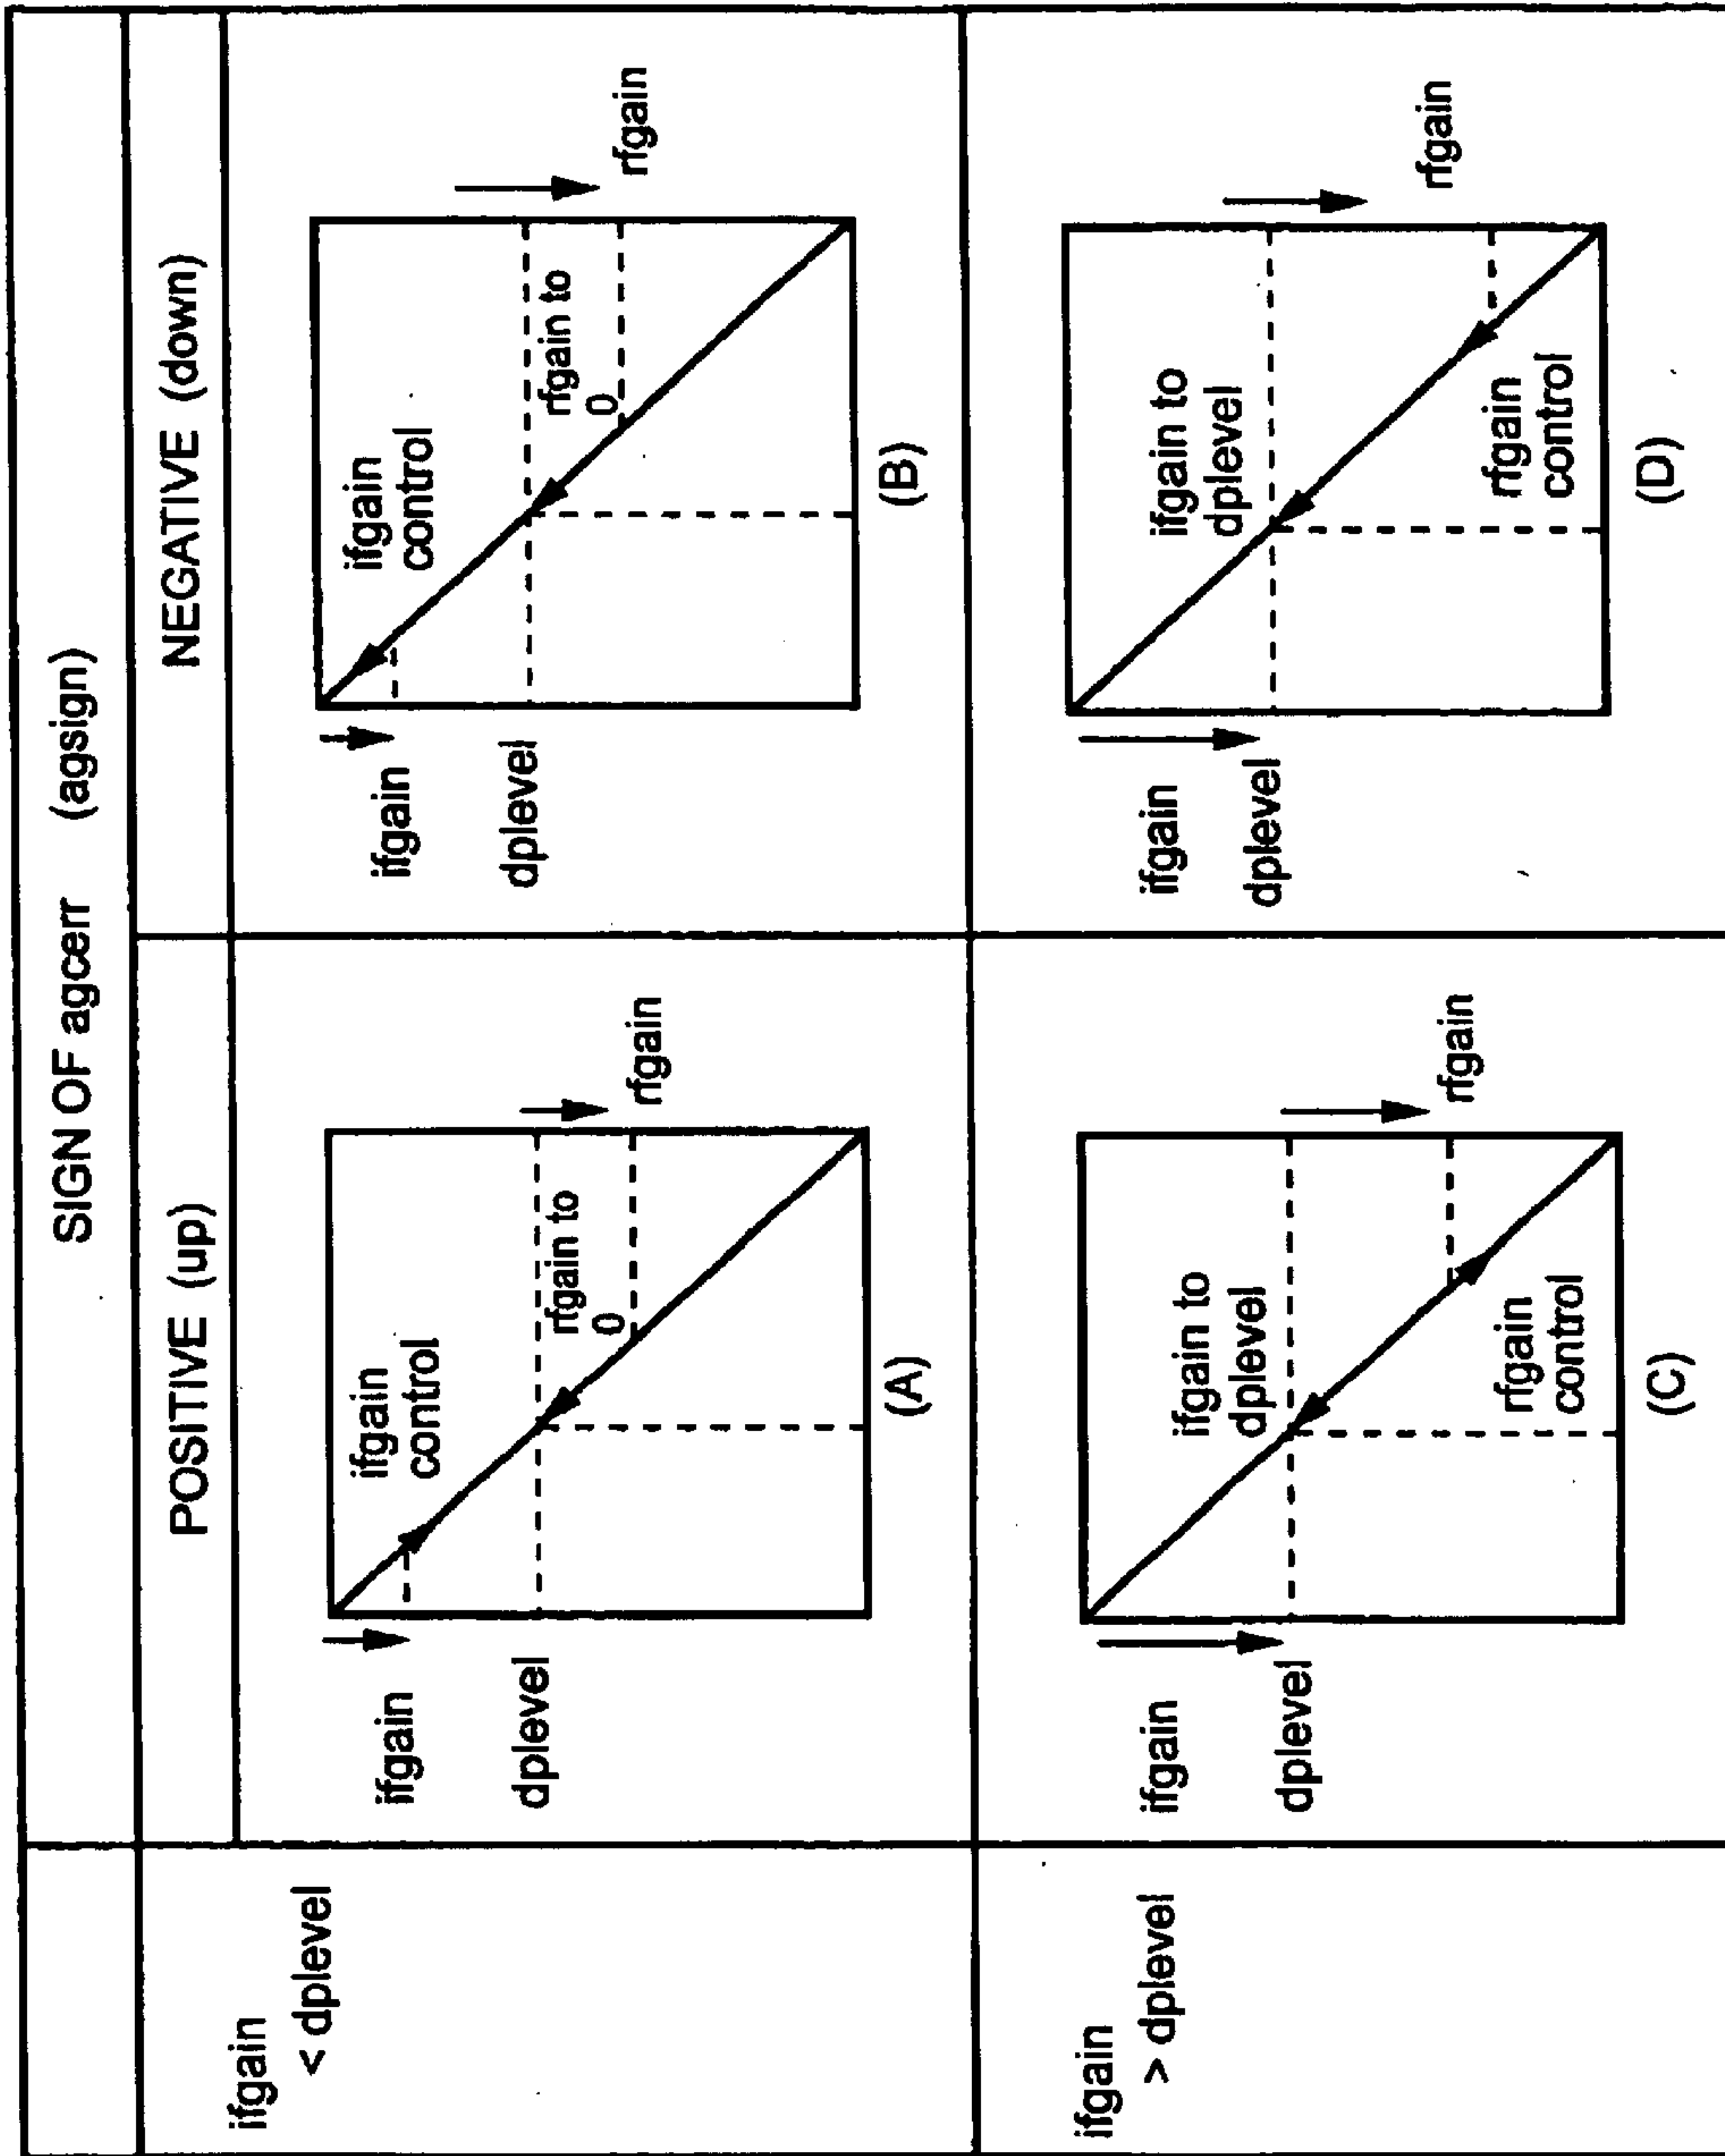 SIGN OF agcerr (agsign)
POSITIVE (up)
NEGATIVE (down)
ifgain
< dplevel
ifgain
dplevel
ifgain
control
rfgain to
0
rfgain
(A)
ifgain
dplevel
ifgain
control
rfgain to
0
rfgain
(B)
ifgain
> dplevel
ifgain
dplevel
ifgain to
dplevel
rfgain
control
rfgain
(C)
ifgain
dplevel
ifgain to
dplevel
rfgain
control
rfgain
(D)